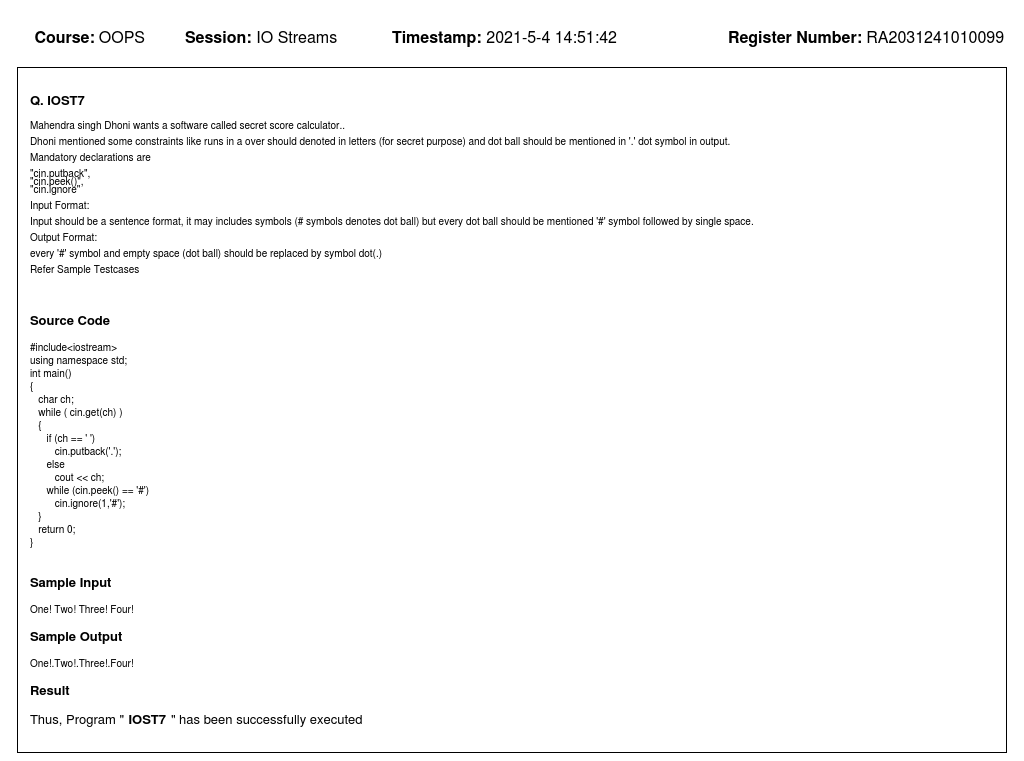 Course: OOPS Session: IO Streams Timestamp: 2021-5-4 14:51:42 Register Number: RA2031241010099
Q. IOST7
Mahendra singh Dhoni wants a software called secret score calculator..
Dhoni mentioned some constraints like runs in a over should denoted in letters (for secret purpose) and dot ball should be mentioned in '.' dot symbol in output.
Mandatory declarations are
"cin.putback",
"cin.peek()",
"cin.ignore"
Input Format:
Input should be a sentence format, it may includes symbols (# symbols denotes dot ball) but every dot ball should be mentioned '#' symbol followed by single space.
Output Format:
every '#' symbol and empty space (dot ball) should be replaced by symbol dot(.)
Refer Sample Testcases
Source Code
#include<iostream>
using namespace std;
int main()
{
char ch;
while ( cin.get(ch) )
{
if (ch == ' ')
cin.putback('.');
else
cout << ch;
while (cin.peek() == '#')
cin.ignore(1,'#');
}
return 0;
}
Sample Input
One! Two! Three! Four!
Sample Output
One!.Two!.Three!.Four!
Result
Thus, Program " IOST7 " has been successfully executed